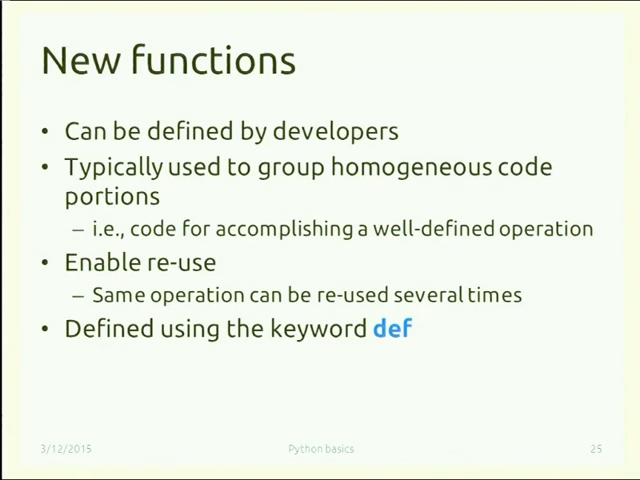 New functions
• Can be defined by developers
• Typically used to group homogeneous code
portions
– i.e., code for accomplishing a well-defined operation
• Enable re-use
– Same operation can be re-used several times
• Defined using the keyword def
3/12/2015
Python basics
25